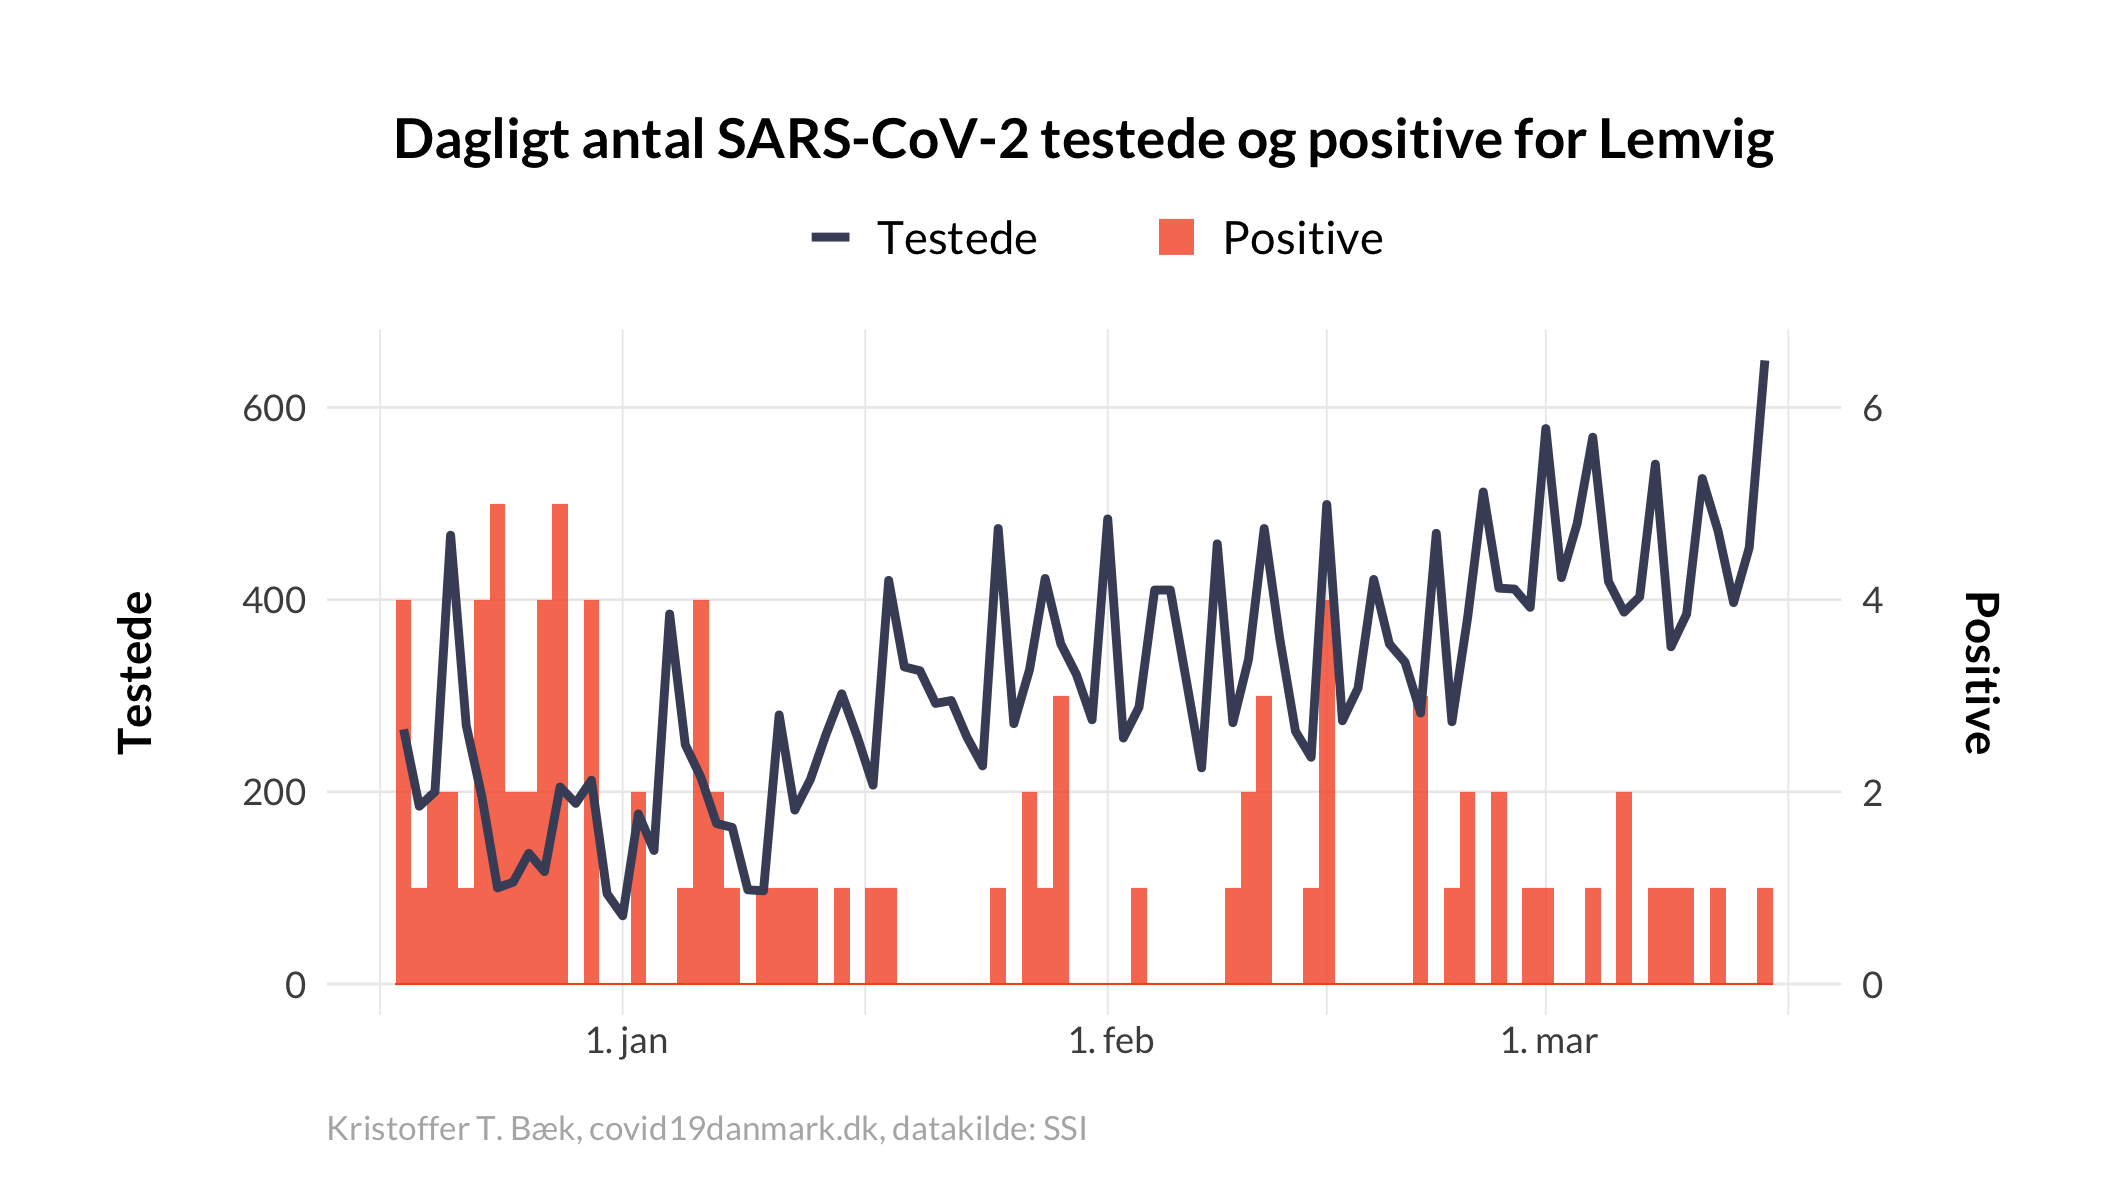 Dagligt antal SARS-CoV-2 testede og positive for Lemvig
Testede
Positive
Testede
600
400
200
0
6
4
2
0
Positive
1. jan
1. feb
1. mar
Kristoffer T. Bæk, covid19danmark.dk, datakilde: SSI